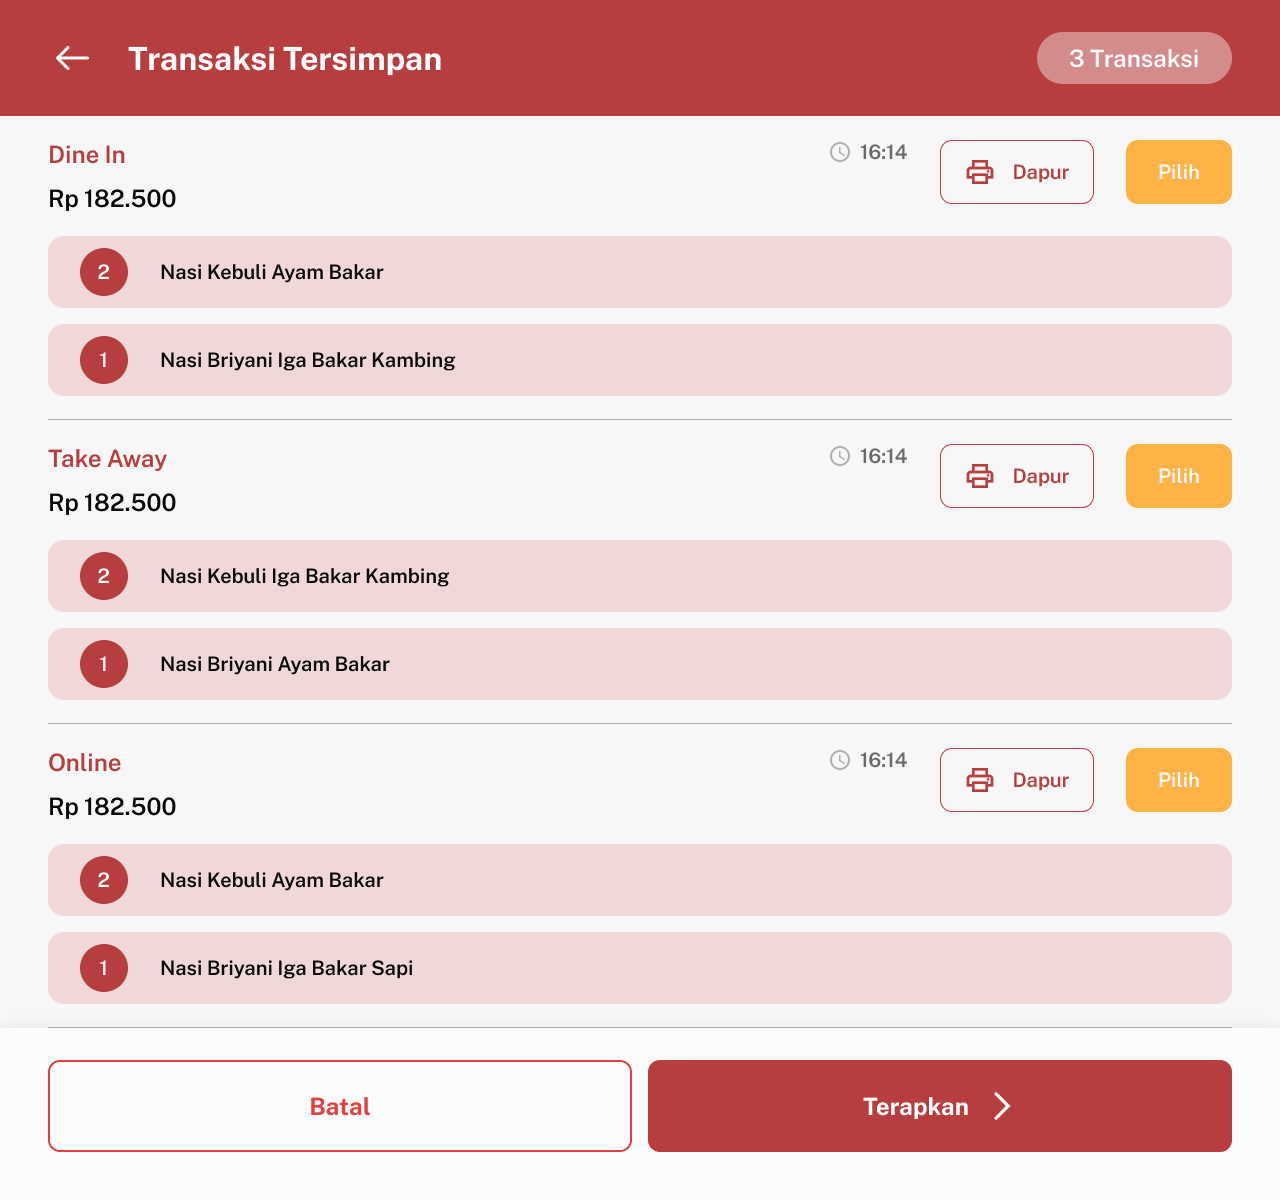 Transaksi Tersimpan
3 Transaksi
Dine In
16:14
Dapur
Pilih
Rp 182.500
2
Nasi Kebuli Ayam Bakar
1
Nasi Briyani Iga Bakar Kambing
Take Away
16:14
Dapur
Pilih
Rp 182.500
2
Nasi Kebuli Iga Bakar Kambing
1
Nasi Briyani Ayam Bakar
Online
16:14
Dapur
Pilih
Rp 182.500
2
Nasi Kebuli Ayam Bakar
1
Nasi Briyani Iga Bakar Sapi
Batal
Terapkan